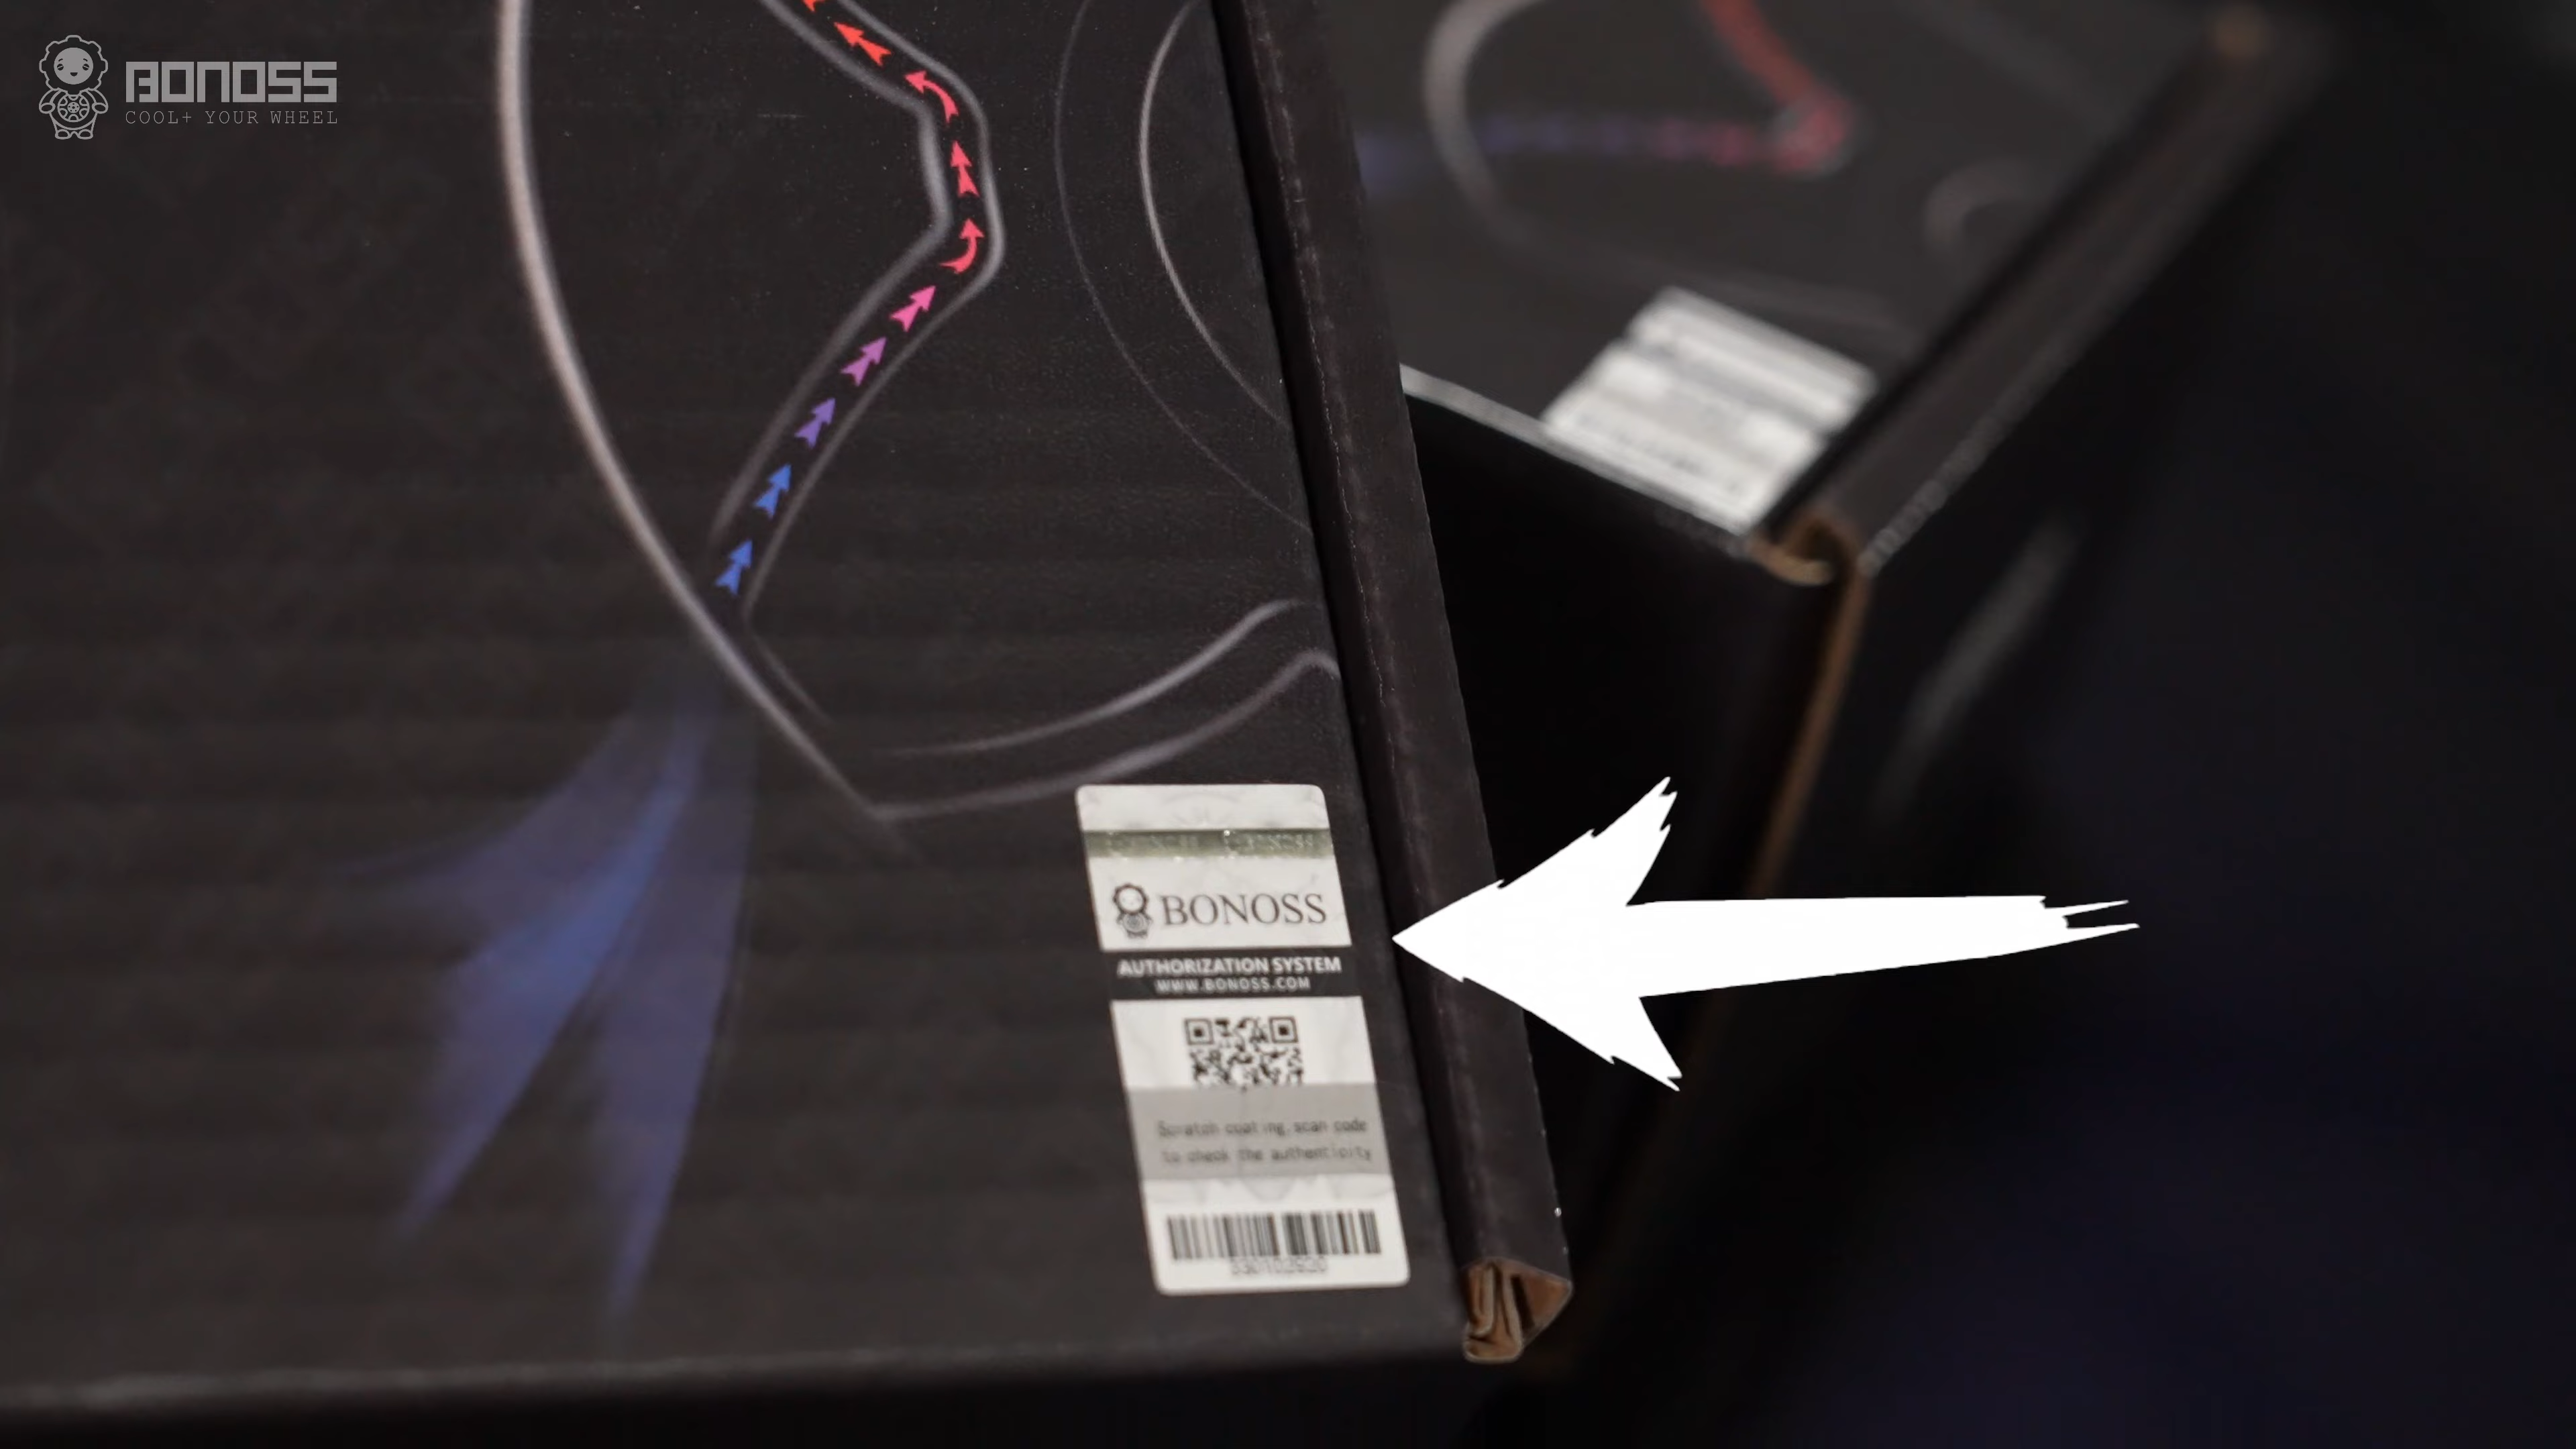 BONOSS
COOL+ YOUR WHEEL
BONOSS
AUTHORIZATION SYSTEM
WWW.BONOSS.COM
Scratch coating, scan code
to check the authenticity